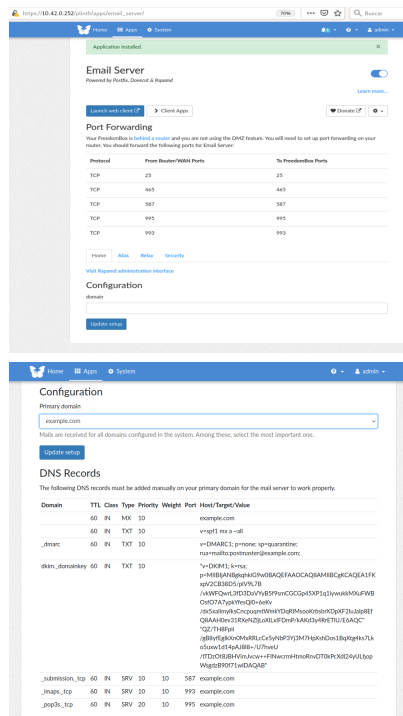 https://10.42.0.252/plinth/apps/email_server/ 70% Buscar
Home Apps System admin
Application installed. ×
Email Server
Powered by Postfix, Dovecot & Rspamd
Learn more...
Launch web client Client Apps Donate
Port Forwarding
Your FreedomBox is behind a router and you are not using the DMZ feature. You will need to set up port forwarding on your
router. You should forward the following ports for Email Server:
Protocol From Router/WAN Ports To FreedomBox Ports
TCP 25 25
TCP 465 465
TCP 587 587
TCP 995 995
TCP 993 993
Home Alias Relay Security
Visit Rspamd administration interface
Configuration
domain
Update setup
Home Apps System admin
Configuration
Primary domain
example.com
Mails are received for all domains configured in the system. Among these, select the most important one.
Update setup
DNS Records
The following DNS records must be added manually on your primary domain for the mail server to work properly.
Domain TTL Class Type Priority Weight Port Host/Target/Value
60 IN MX 10 example.com
60 IN TXT 10 v=spf1 mx a ~all
_dmarc 60 IN TXT 10 v=DMARC1; p=none; sp=quarantine;
rua=mailto:postmaster@example.com;
dkim._domainkey 60 IN TXT 10 "v=DKIM1; k=rsa;
_submission._tcp 60 IN SRV 10 10 587 example.com
_imaps._tcp 60 IN SRV 10 10 993 example.com
_pop3s._tcp 60 IN SRV 20 10 995 example.com